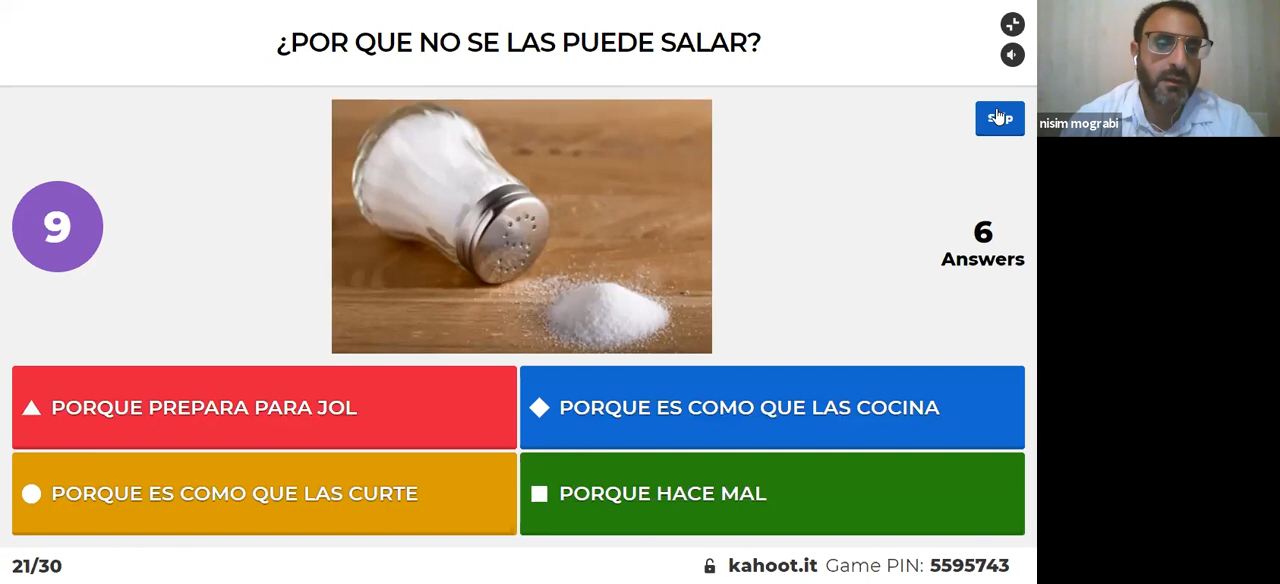 ¿POR QUE NO SE LAS PUEDE SALAR?
nisim mograbi
9
6
Answers
PORQUE PREPARA PARA JOL
PORQUE ES COMO QUE LAS COCINA
PORQUE ES COMO QUE LAS CURTE
PORQUE HACE MAL
21/30
kahoot.it Game PIN: 5595743